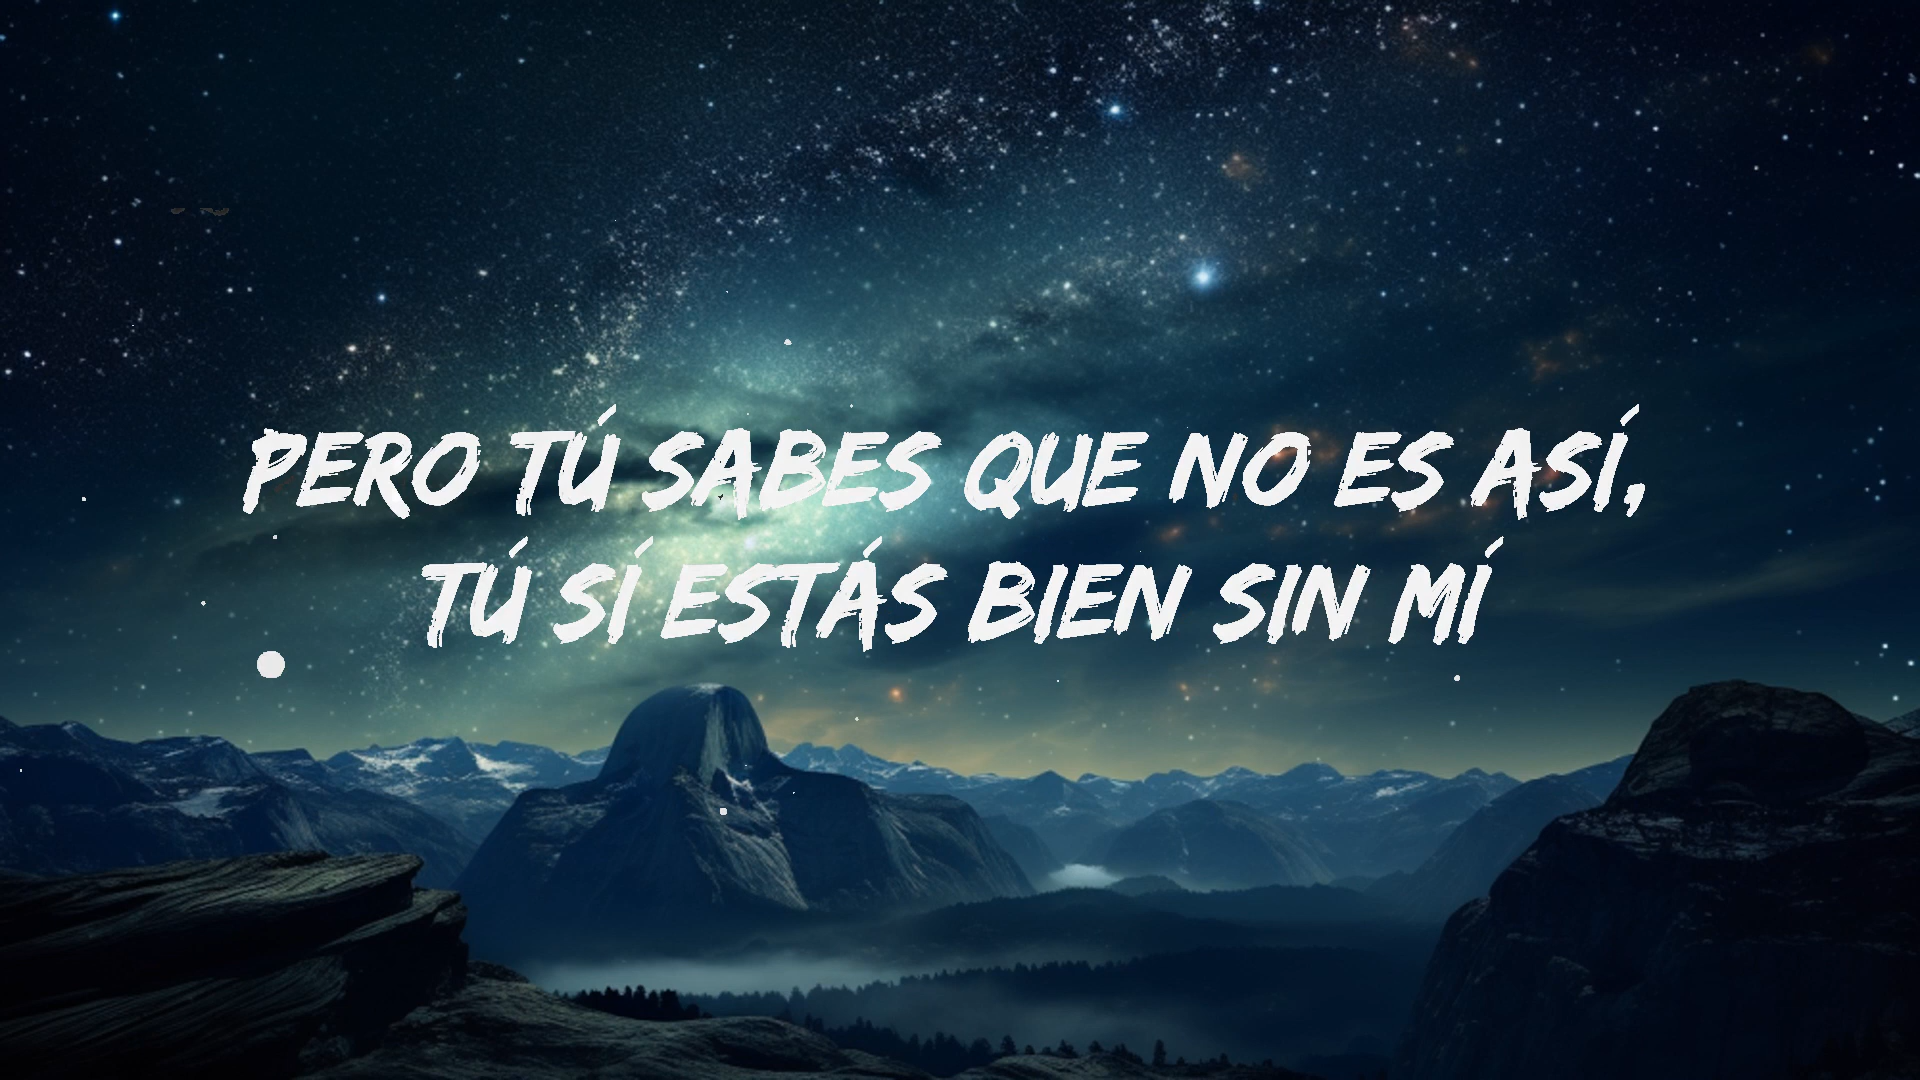 PERO TÚ SABES QUE NO ES ASÍ,
TÚ SÍ ESTÁS BIEN SIN MÍ